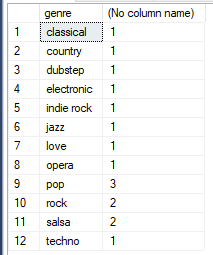 genre (No column name)
1 classical 1
2 country 1
3 dubstep 1
4 electronic 1
5 indie rock 1
6 jazz 1
7 love 1
8 opera 1
9 pop 3
10 rock 2
11 salsa 2
12 techno 1